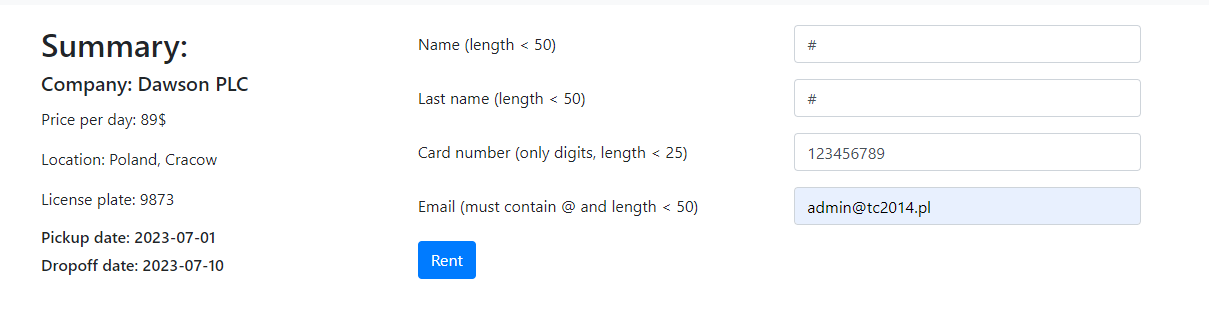 Summary:
Company: Dawson PLC
Price per day: 89$
Location: Poland, Cracow
License plate: 9873
Pickup date: 2023-07-01
Dropoff date: 2023-07-10
Name (length < 50)
#
Last name (length < 50)
#
Card number (only digits, length < 25)
123456789
Email (must contain @ and length < 50)
admin@tc2014.pl
Rent